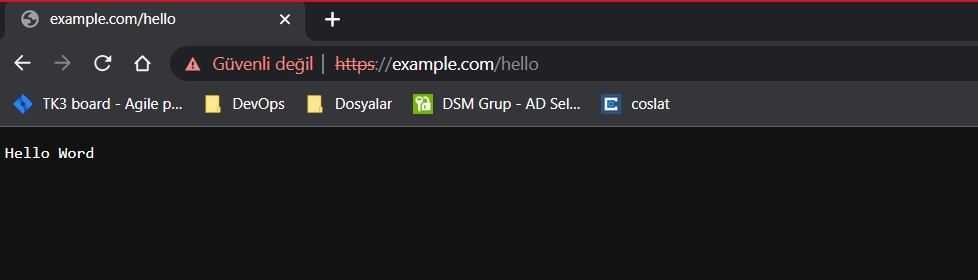 example.com/hello
Güvenli değil | https://example.com/hello
TK3 board - Agile p... DevOps Dosyalar DSM Grup - AD Sel... coslat
Hello Word